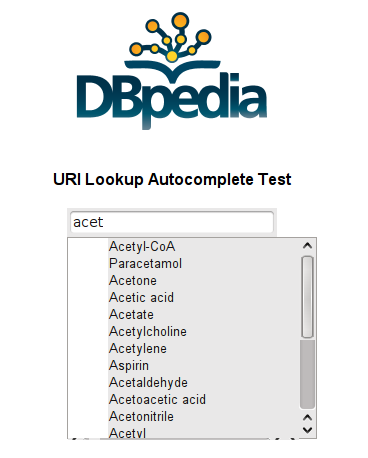 DBpedia
URI Lookup Autocomplete Test
acet
Acetyl-CoA
Paracetamol
Acetone
Acetic acid
Acetate
Acetylcholine
Acetylene
Aspirin
Acetaldehyde
Acetoacetic acid
Acetonitrile
Acetyl